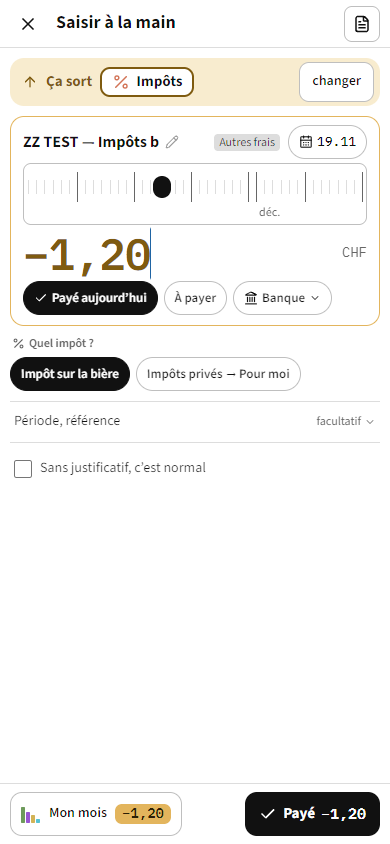 Saisir à la main
Ça sort
Impôts
changer
ZZ TEST — Impôts b
Autres frais
19.11
déc.
−1,20
CHF
Payé aujourd’hui
À payer
Banque
Quel impôt ?
Impôt sur la bière
Impôts privés → Pour moi
Période, référence
facultatif
Sans justificatif, c’est normal
Mon mois
−1,20
Payé −1,20